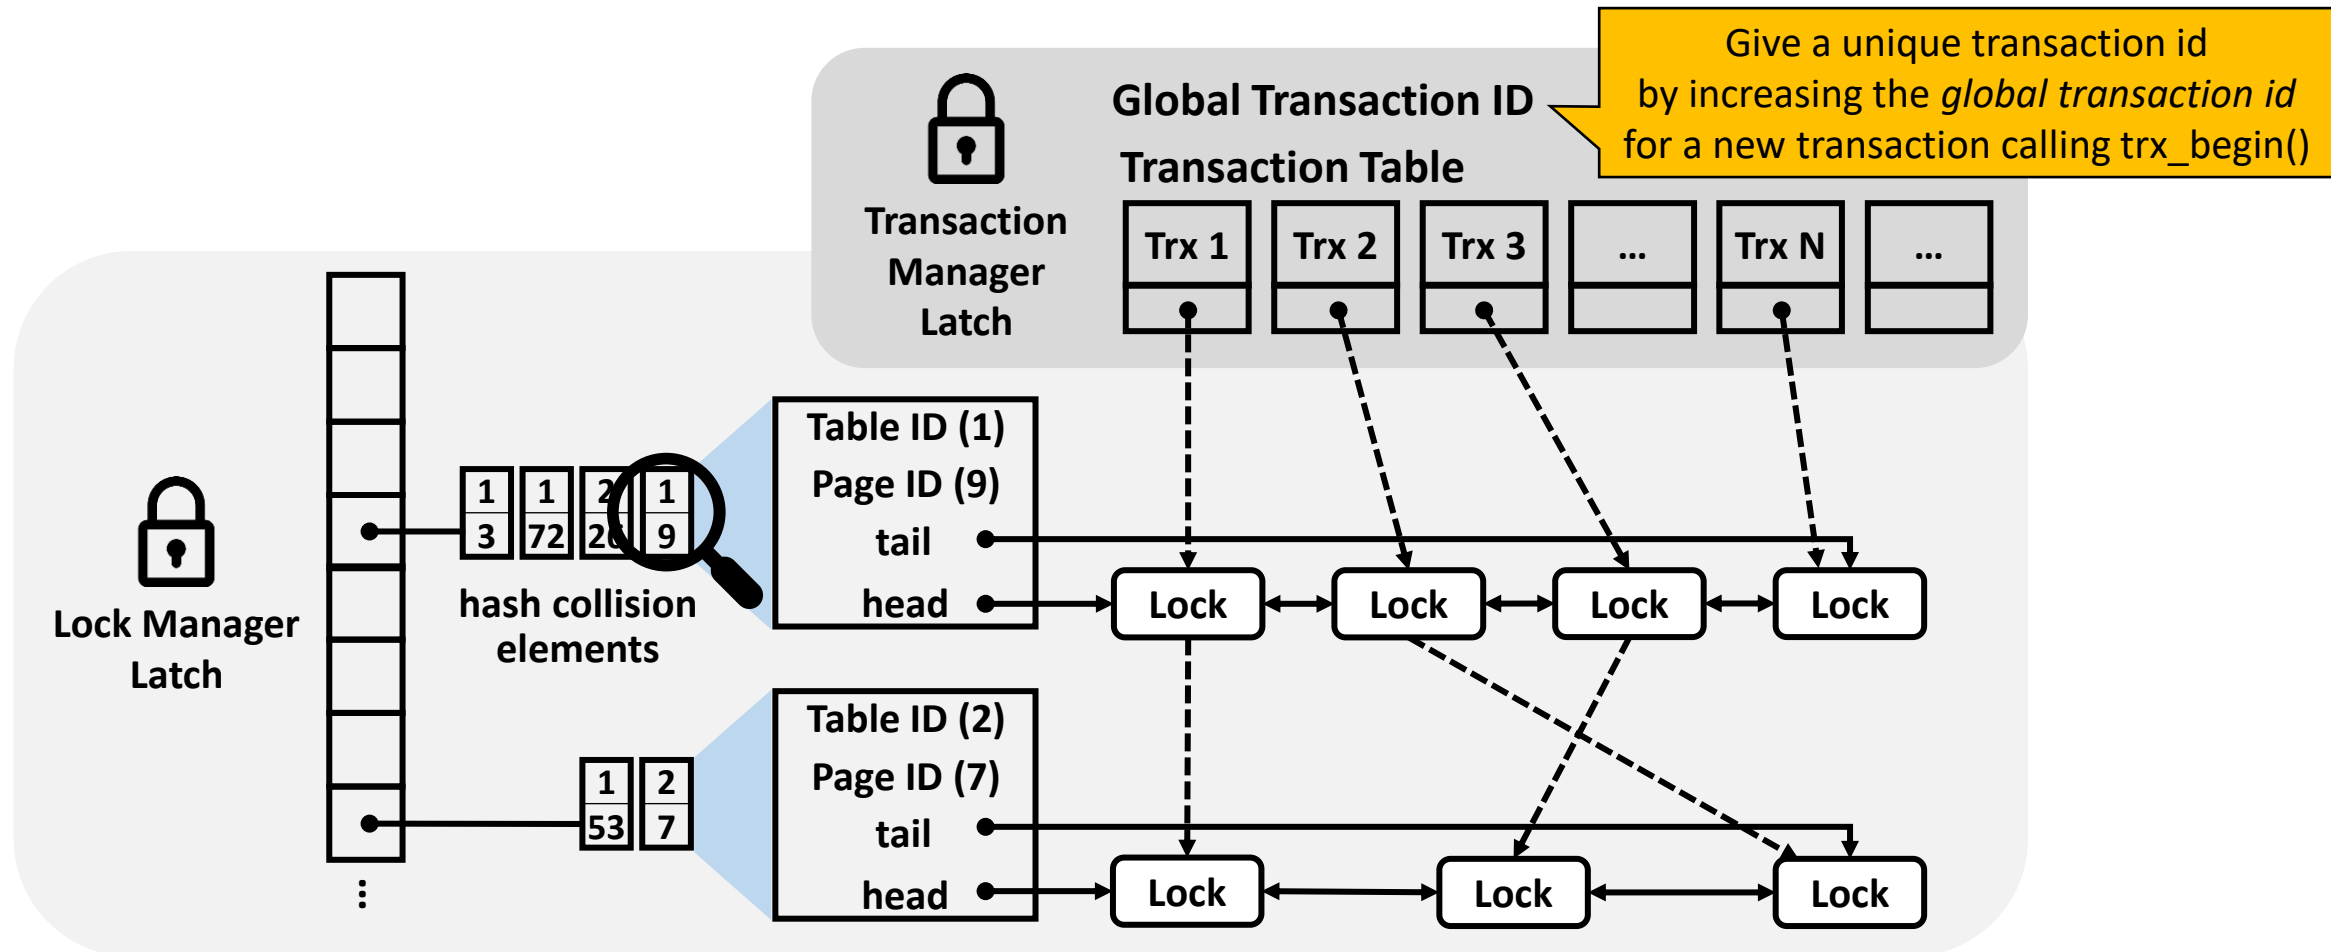 Give a unique transaction id
by increasing the global transaction id
for a new transaction calling trx_begin()
Global Transaction ID
Transaction Table
Transaction
Manager
Latch
Trx 1
Trx 2
Trx 3
...
Trx N
...
Lock Manager
Latch
1
3
1
72
2
26
1
9
hash collision
elements
Table ID (1)
Page ID (9)
tail
head
Lock
Lock
Lock
Lock
1
53
2
7
Table ID (2)
Page ID (7)
tail
head
Lock
Lock
Lock
...